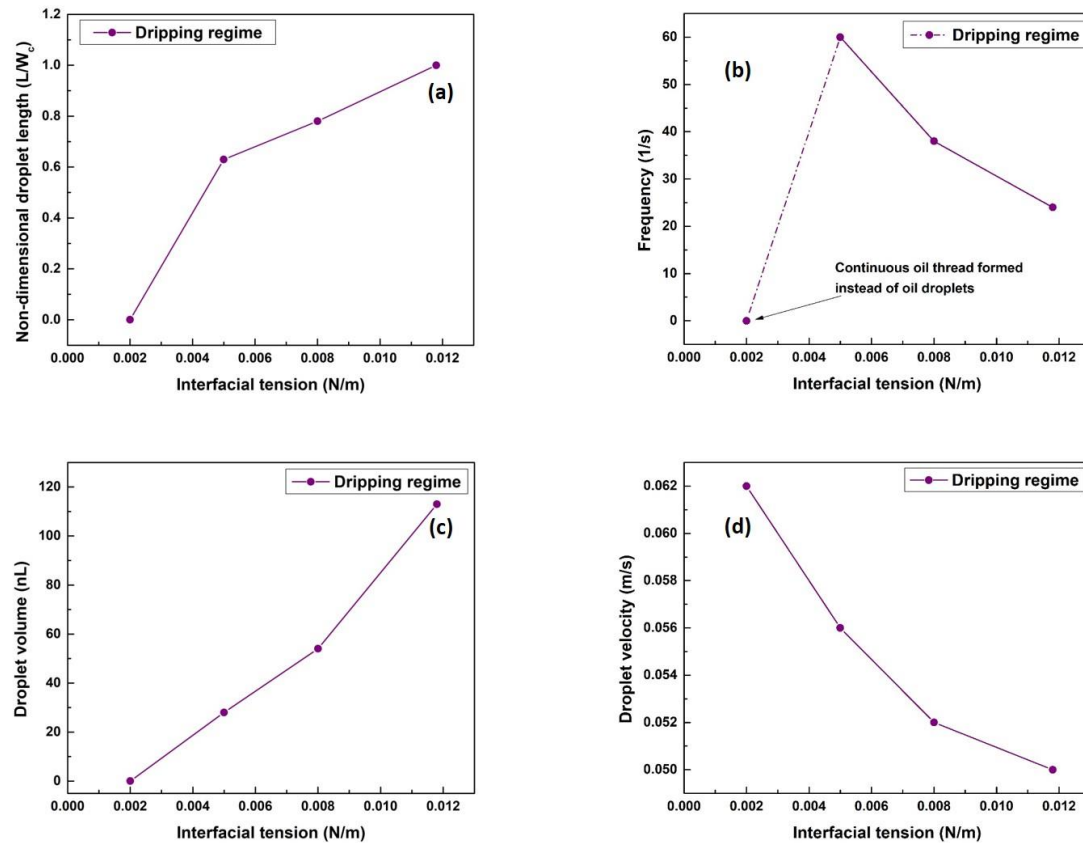 Dripping regime
(a)
1.2
1.0
0.8
0.6
0.4
0.2
0.0
Non-dimensional droplet length (L/Wc)
0.000 0.002 0.004 0.006 0.008 0.010 0.012
Interfacial tension (N/m)
Dripping regime
(b)
60
50
40
30
20
10
0
Frequency (1/s)
Continuous oil thread formed
instead of oil droplets
0.000 0.002 0.004 0.006 0.008 0.010 0.012
Interfacial tension (N/m)
Dripping regime
(c)
120
100
80
60
40
20
0
Droplet volume (nL)
0.000 0.002 0.004 0.006 0.008 0.010 0.012
Interfacial tension (N/m)
Dripping regime
(d)
0.062
0.060
0.058
0.056
0.054
0.052
0.050
Droplet velocity (m/s)
0.000 0.002 0.004 0.006 0.008 0.010 0.012
Interfacial tension (N/m)